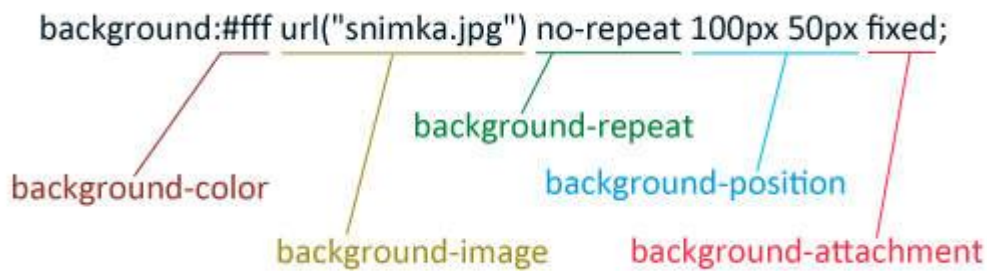 background:#fff url("snimka.jpg") no-repeat 100px 50px fixed;
background-repeat
background-color
background-position
background-image
background-attachment